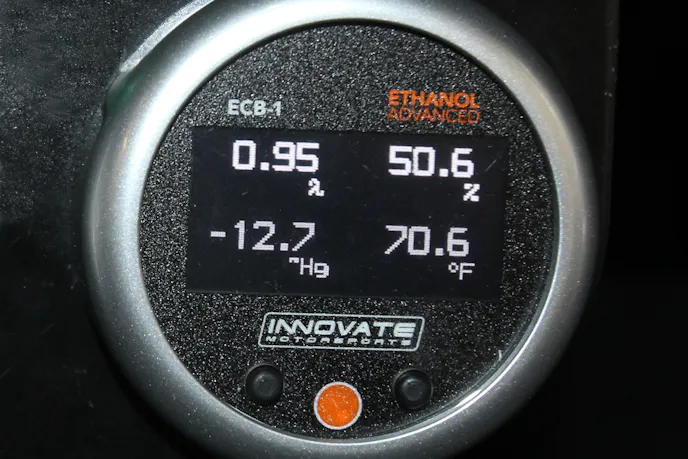 ECB-1
ETHANOL
ADVANCED
0.95 50.6
λ %
-12.7 70.6
"Hg °F
INNOVATE
MOTORSPORTS